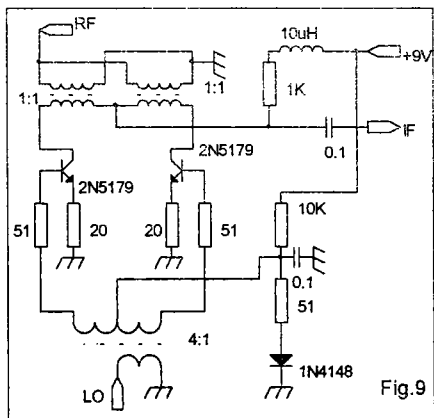 RF
10uH
+9V
1:1
1:1
1K
IF
0.1
2N5179
2N5179
10K
51
20
20
51
0.1
51
4:1
1N4148
LO
Fig.9